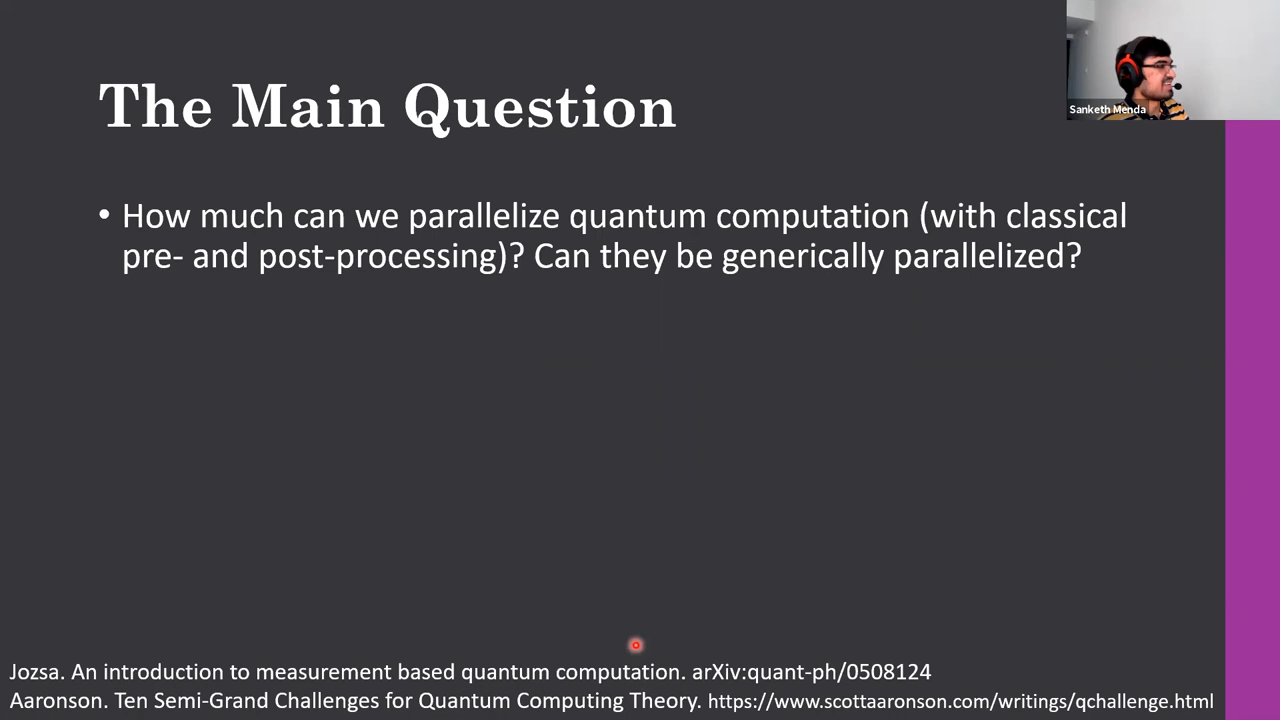 The Main Question
Sanketh Menda
• How much can we parallelize quantum computation (with classical
pre- and post-processing)? Can they be generically parallelized?
Jozsa. An introduction to measurement based quantum computation. arXiv:quant-ph/0508124
Aaronson. Ten Semi-Grand Challenges for Quantum Computing Theory. https://www.scottaaronson.com/writings/qchallenge.html